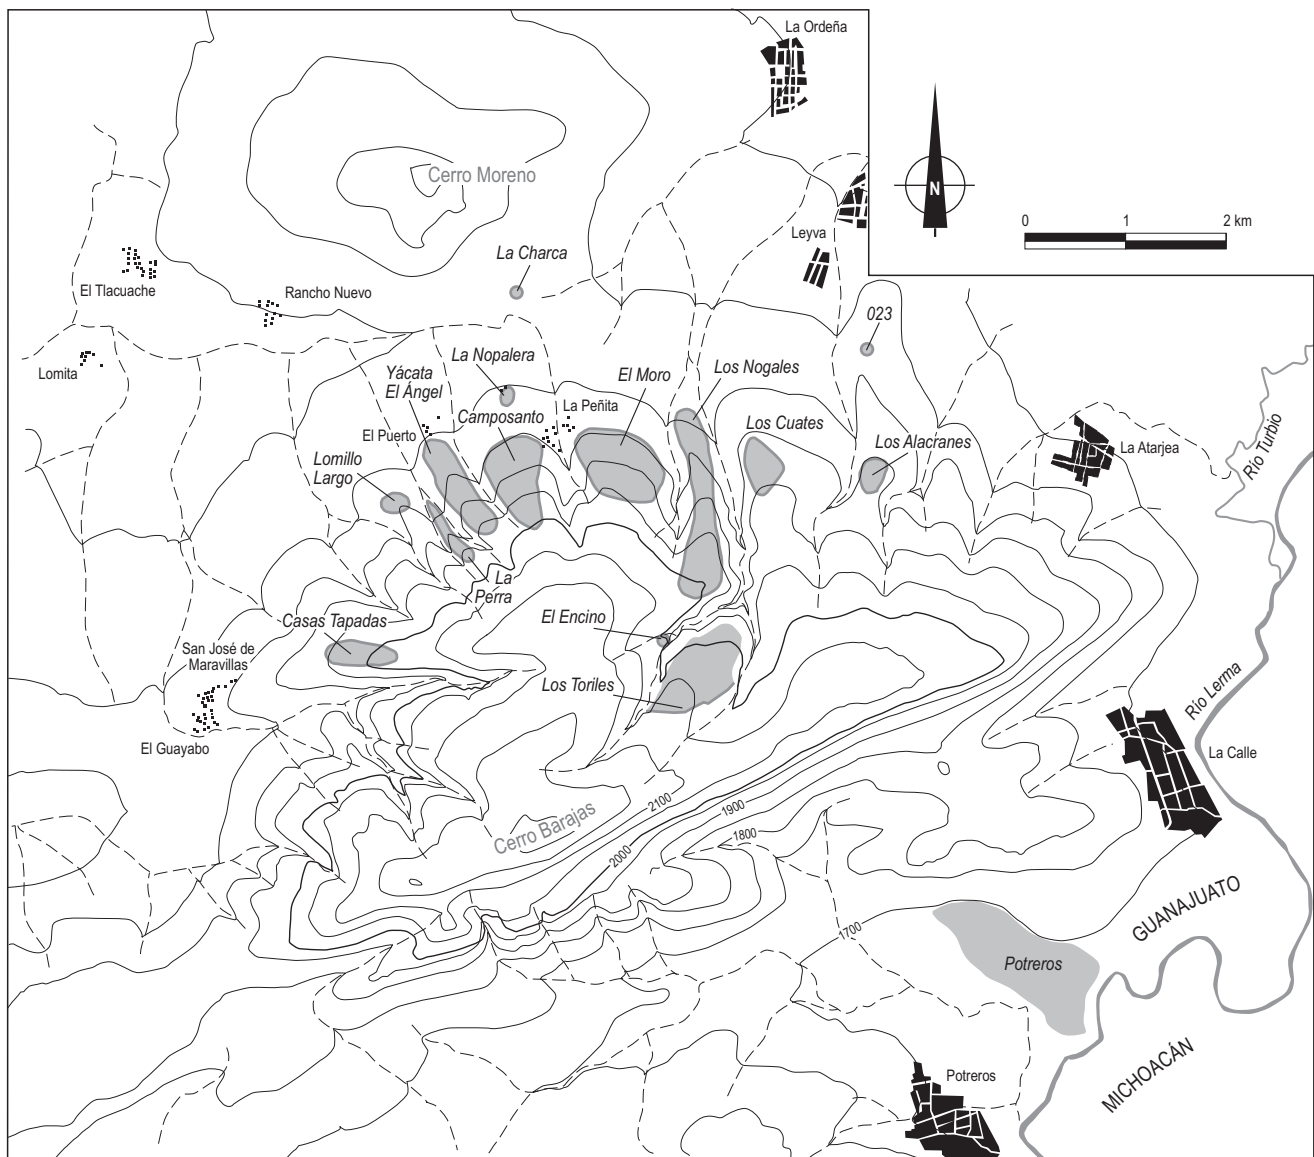 La Ordeña
Cerro Moreno
N
0 1 2 km
Leyva
La Charca
El Tlacuache
Rancho Nuevo
023
La Nopalera
Lomita
Yácata
El Ángel
El Moro
Los Nogales
La Peñita
Camposanto
El Puerto
Los Cuates
Los Alacranes
La Atarjea
Río Turbio
Lomillo
Largo
La
Perra
Casas Tapadas
El Encino
San José de
Maravillas
Los Toriles
Río Lerma
El Guayabo
La Calle
2100
1900
Cerro Barajas
1800
2000
GUANAJUATO
1700
Potreros
MICHOACÁN
Potreros